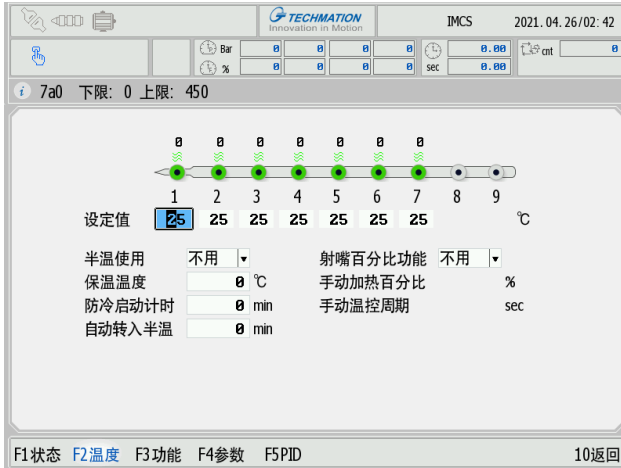 TECHMATION IMCS 2021.04.26/02:42
Innovation in Motion
Bar 0 0 0 0 0.00 cnt 0
% 0 0 0 0 sec 0.00
i 7a0 下限: 0 上限: 450
0 0 0 0 0 0 0
1 2 3 4 5 6 7 8 9
设定值 25 25 25 25 25 25 25 ℃
半温使用 不用 射嘴百分比功能 不用
保温温度 0 ℃ 手动加热百分比 %
防冷启动计时 0 min 手动温控周期 sec
自动转入半温 0 min
F1状态 F2温度 F3功能 F4参数 F5PID 10返回